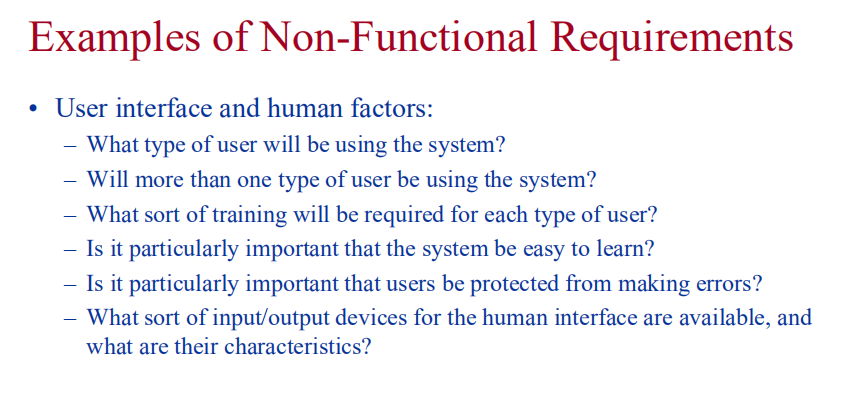 Examples of Non-Functional Requirements
• User interface and human factors:
– What type of user will be using the system?
– Will more than one type of user be using the system?
– What sort of training will be required for each type of user?
– Is it particularly important that the system be easy to learn?
– Is it particularly important that users be protected from making errors?
– What sort of input/output devices for the human interface are available, and
what are their characteristics?